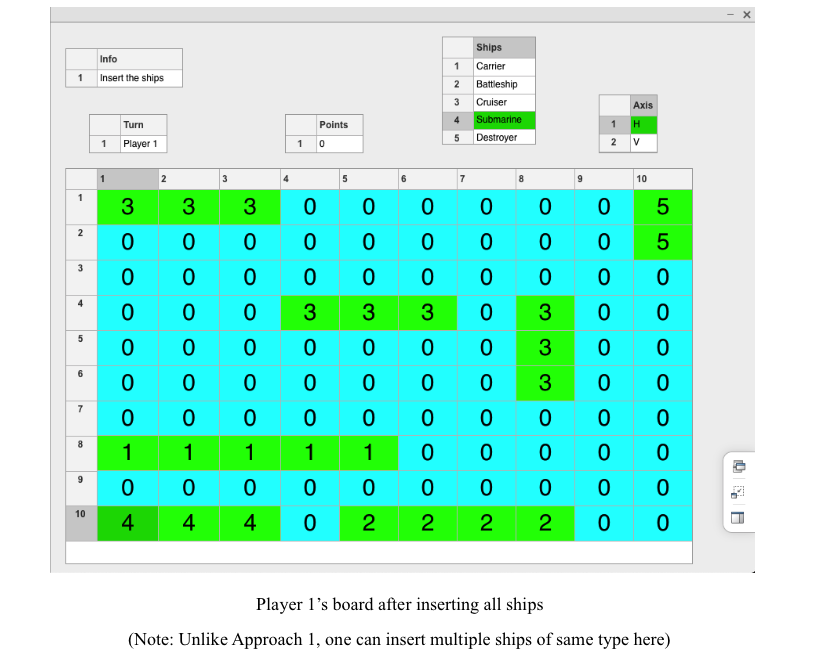 Info
1 Insert the ships
Ships
1 Carrier
2 Battleship
3 Cruiser
4 Submarine
5 Destroyer
Axis
1 H
2 V
Turn
1 Player 1
Points
1 0
1 2 3 4 5 6 7 8 9 10
1 3 3 3 0 0 0 0 0 0 5
2 0 0 0 0 0 0 0 0 0 5
3 0 0 0 0 0 0 0 0 0 0
4 0 0 0 3 3 3 0 3 0 0
5 0 0 0 0 0 0 0 3 0 0
6 0 0 0 0 0 0 0 3 0 0
7 0 0 0 0 0 0 0 0 0 0
8 1 1 1 1 1 0 0 0 0 0
9 0 0 0 0 0 0 0 0 0 0
10 4 4 4 0 2 2 2 2 0 0
Player 1’s board after inserting all ships
(Note: Unlike Approach 1, one can insert multiple ships of same type here)